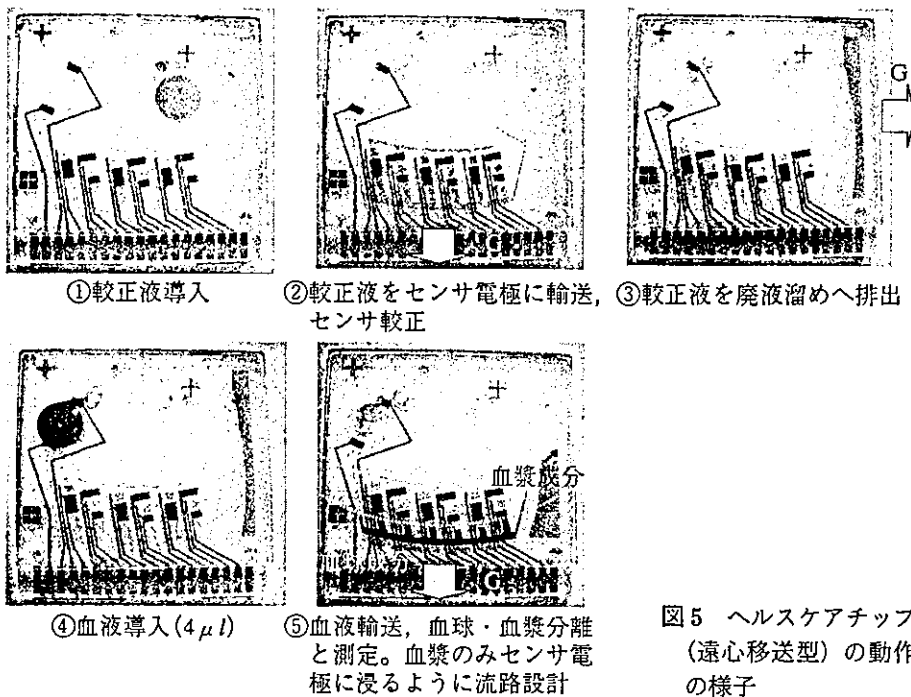 G
①較正液導入
②較正液をセンサ電極に輸送,
センサ較正
③較正液を廃液溜めへ排出
血漿成分
血球成分
G
④血液導入(4μl)
⑤血液輸送，血球・血漿分離
と測定。血漿のみセンサ電
極に浸るように流路設計
図5 ヘルスケアチップ
(遠心移送型) の動作
の様子